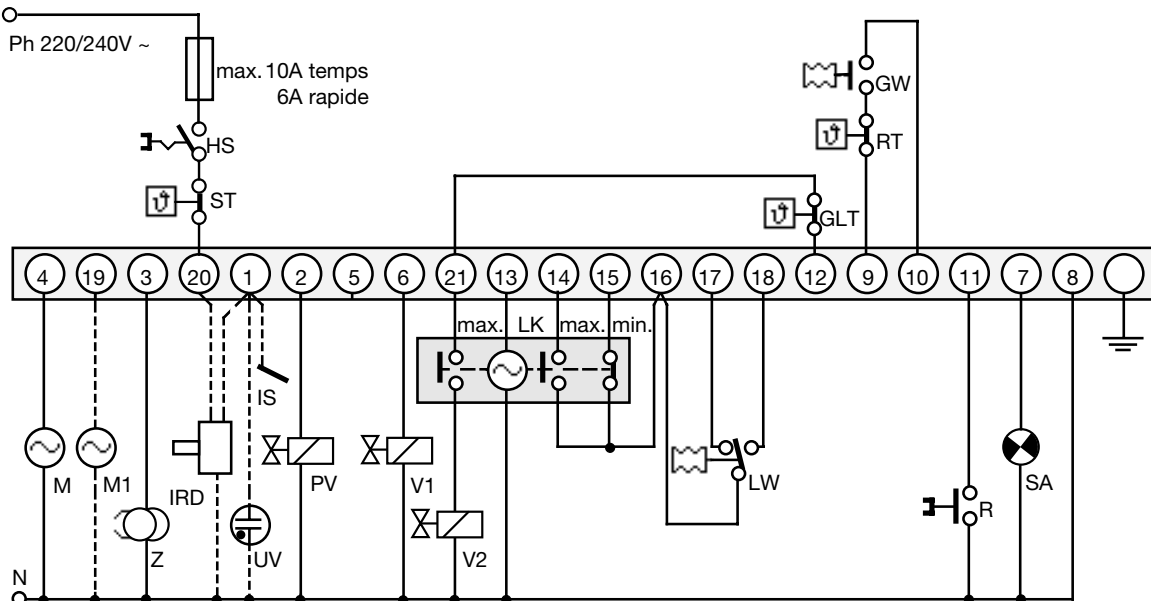 Ph 220/240V ~
max. 10A temps
6A rapide
HS
ST
GW
RT
GLT
4 19 3 20 1 2 5 6 21 13 14 15 16 17 18 12 9 10 11 7 8
max. LK max. min.
IS
M M1 IRD PV V1 LW R SA
Z UV V2
N